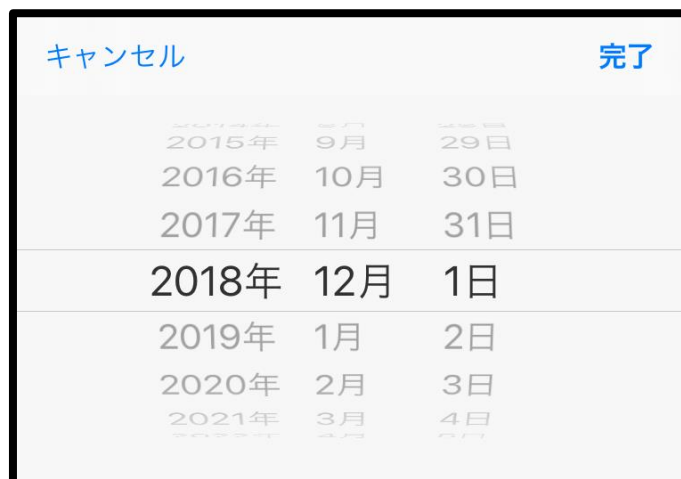 キャンセル 完了
2015年 9月 29日
2016年 10月 30日
2017年 11月 31日
2018年 12月 1日
2019年 1月 2日
2020年 2月 3日
2021年 3月 4日